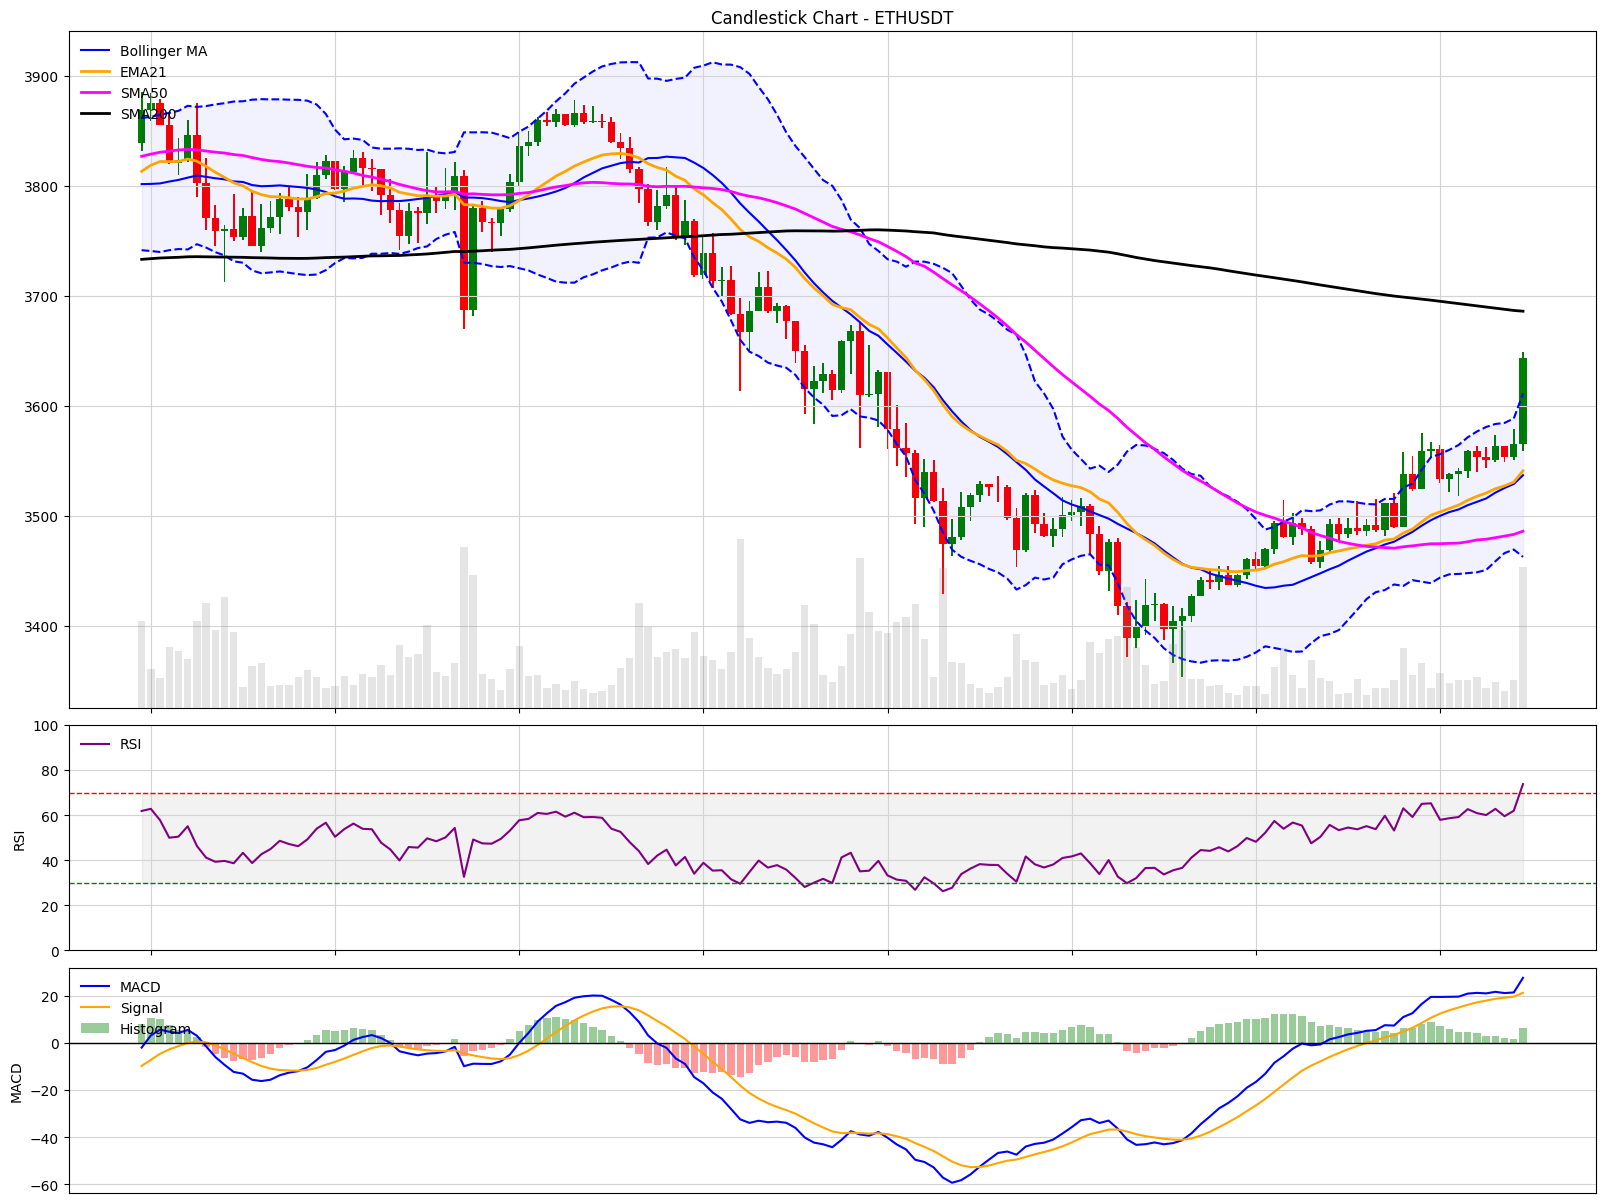 Candlestick Chart - ETHUSDT
Bollinger MA
EMA21
SMA50
SMA200
3900
3800
3700
3600
3500
3400
RSI
100
80
60
40
20
0
RSI
MACD
Signal
Histogram
20
0
−20
−40
−60
MACD